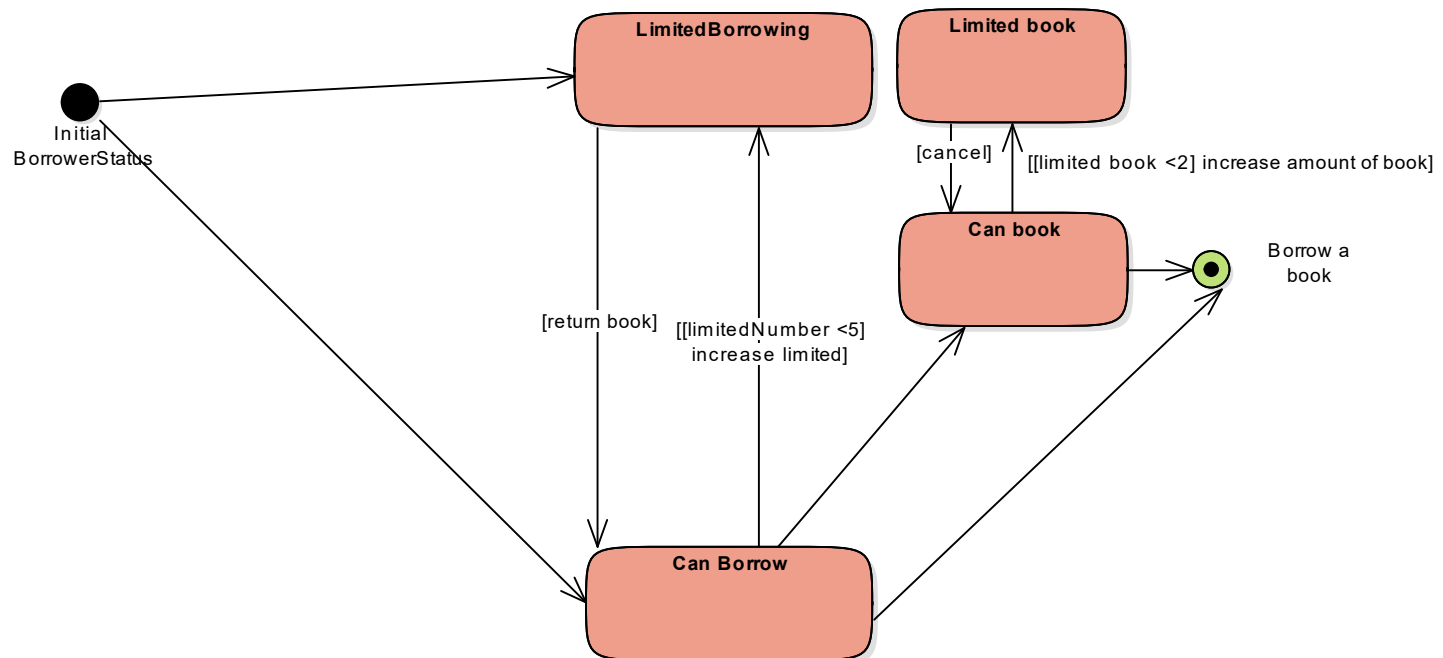 LimitedBorrowing
Limited book
Initial
BorrowerStatus
[cancel]
[[limited book <2] increase amount of book]
Can book
Borrow a
book
[return book]
[[limitedNumber <5]
increase limited]
Can Borrow